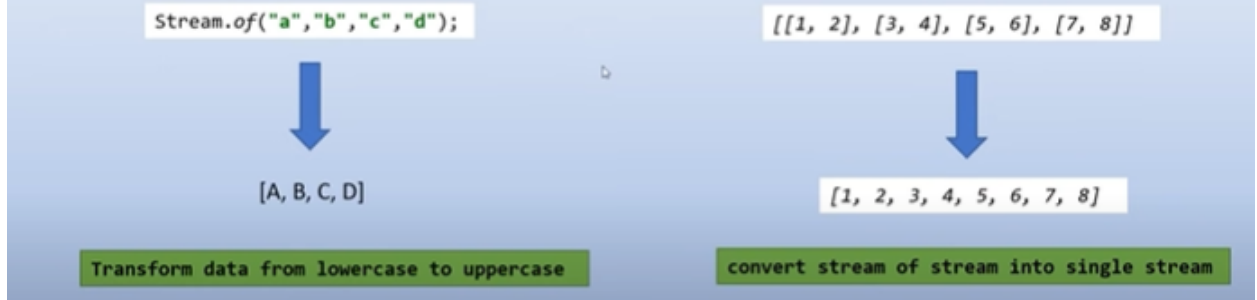 Stream.of("a","b","c","d");
[A, B, C, D]
Transform data from lowercase to uppercase
[[1, 2], [3, 4], [5, 6], [7, 8]]
[1, 2, 3, 4, 5, 6, 7, 8]
convert stream of stream into single stream